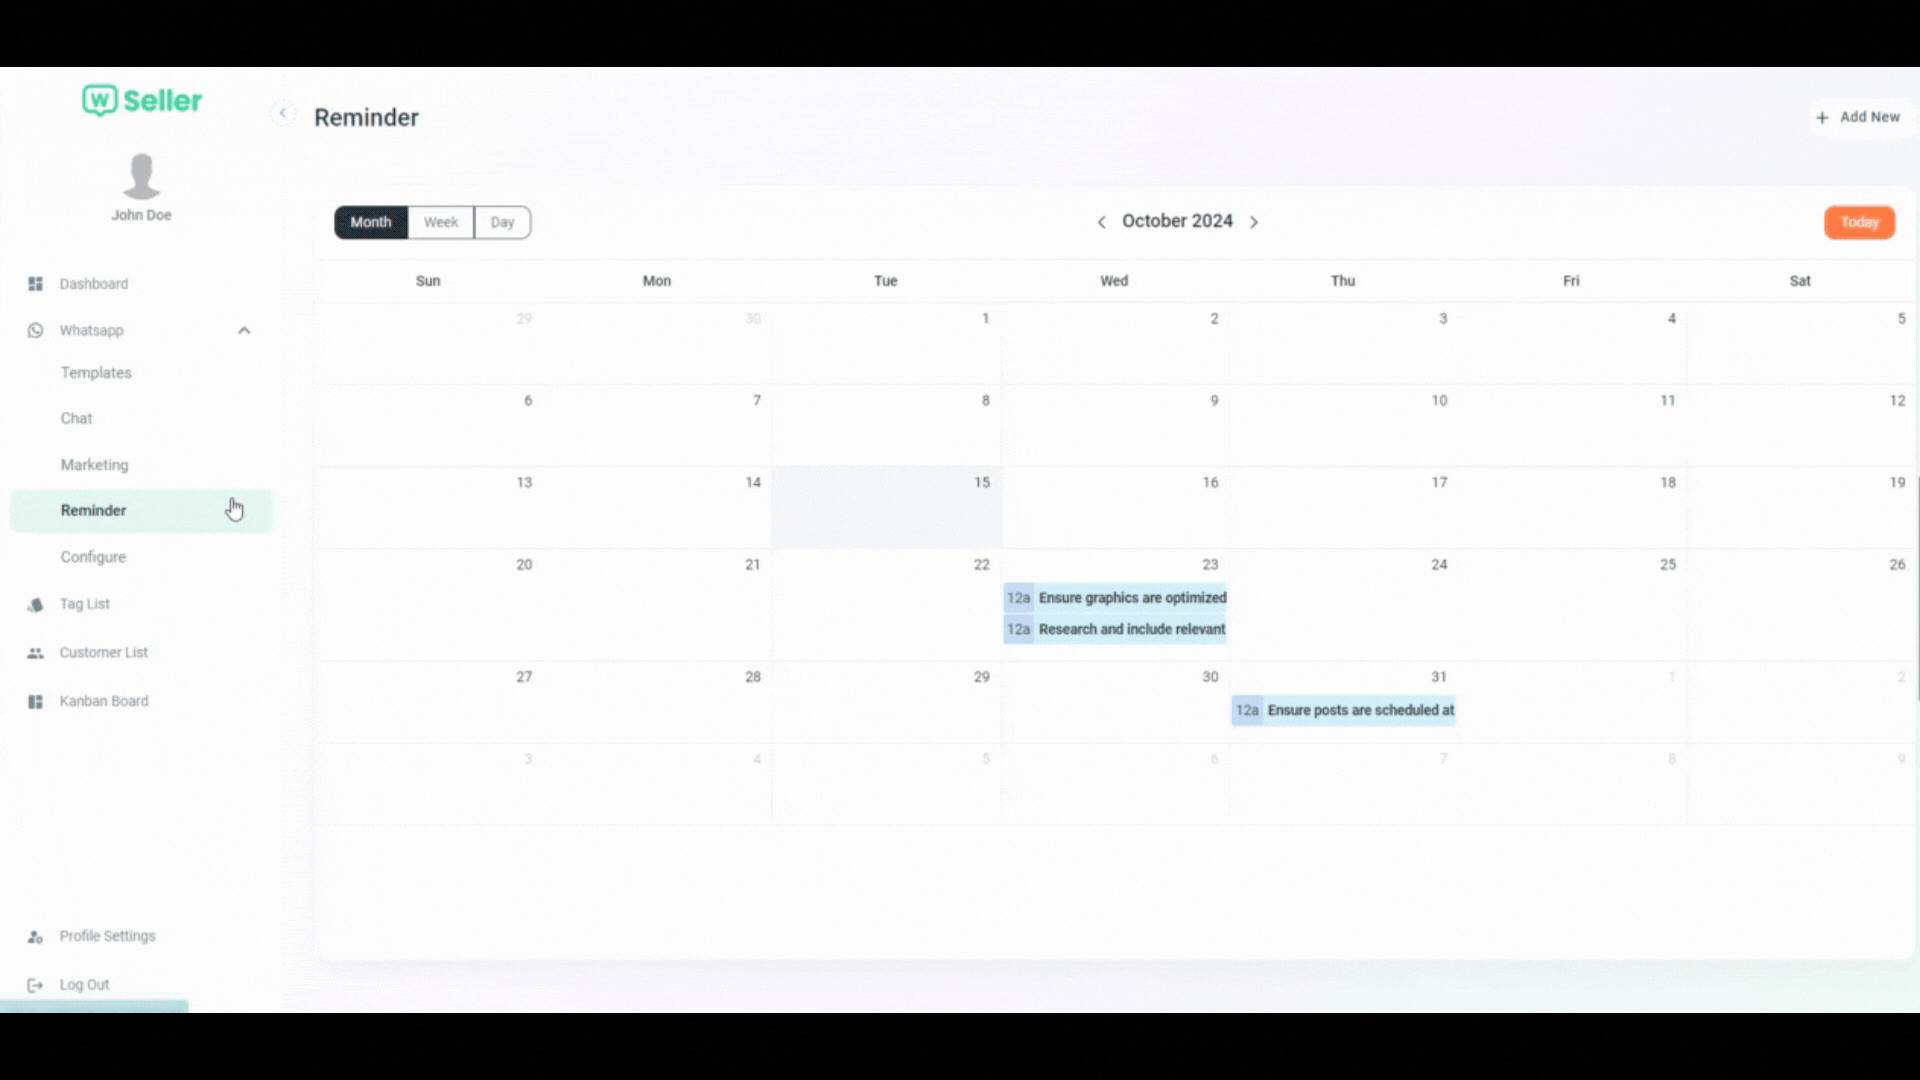 W Seller
Reminder
+ Add New
John Doe
Month Week Day
October 2024
Today
Dashboard
Whatsapp
Templates
Chat
Marketing
Reminder
Configure
Tag List
Customer List
Kanban Board
Profile Settings
Log Out
Sun Mon Tue Wed Thu Fri Sat
29 30 1 2 3 4 5
6 7 8 9 10 11 12
13 14 15 16 17 18 19
20 21 22 23 24 25 26
12a Ensure graphics are optimized
12a Research and include relevant
27 28 29 30 31 1 2
12a Ensure posts are scheduled at
3 4 5 6 7 8 9